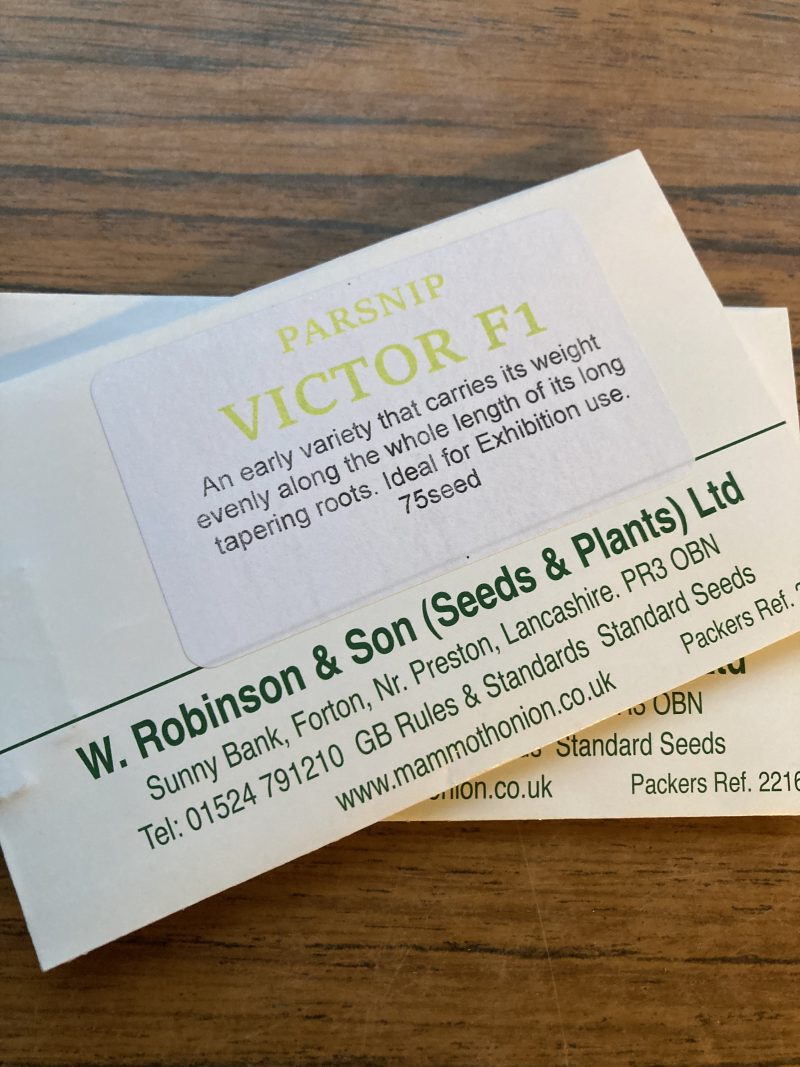 PARSNIP
VICTOR F1
An early variety that carries its weight
evenly along the whole length of its long
tapering roots. Ideal for Exhibition use.
75seed
W. Robinson & Son (Seeds & Plants) Ltd
Sunny Bank, Forton, Nr. Preston, Lancashire. PR3 OBN
Tel: 01524 791210 GB Rules & Standards Standard Seeds
www.mammothonion.co.uk Packers Ref.
OBN
Standard Seeds
nion.co.uk Packers Ref. 2216